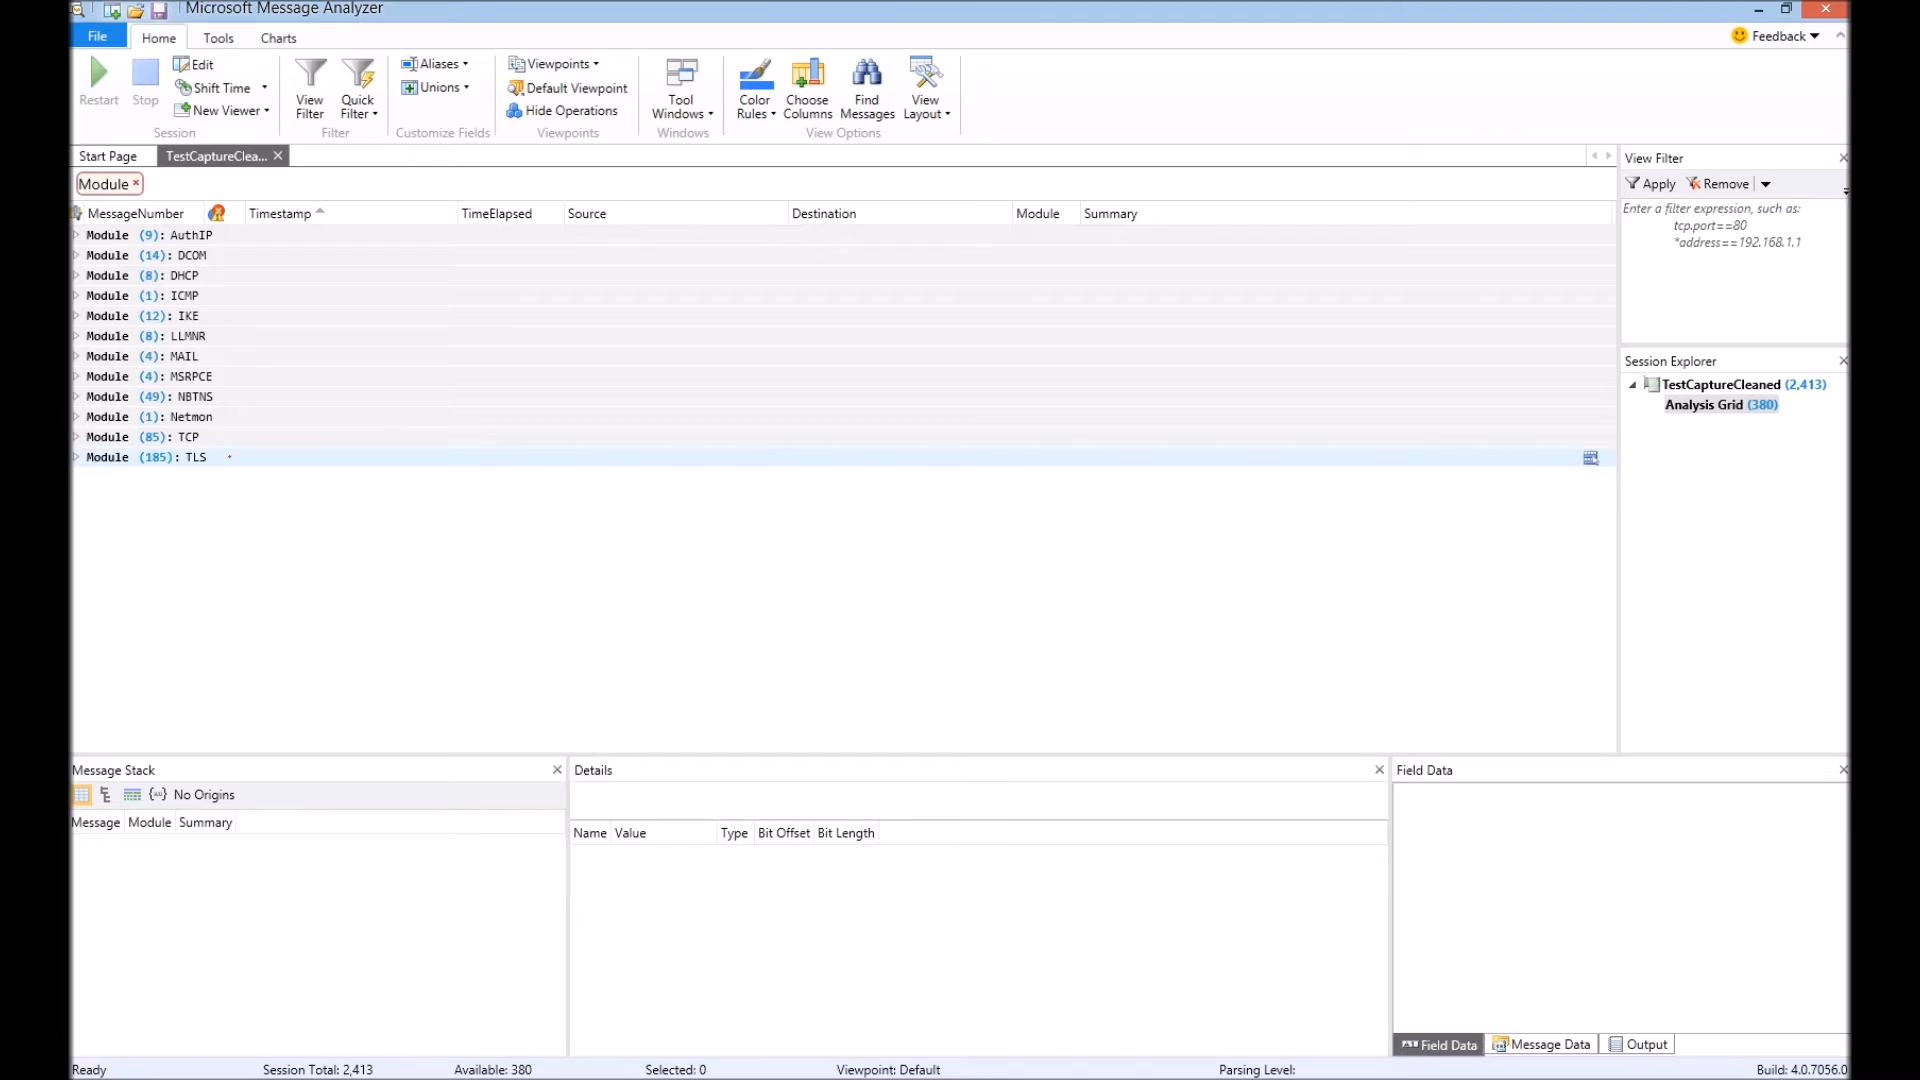 Microsoft Message Analyzer
File Home Tools Charts Feedback
Restart Stop Edit Shift Time New Viewer Session
View Filter Quick Filter Filter
Aliases Unions Customize Fields
Viewpoints Default Viewpoint Hide Operations Viewpoints
Tool Windows Windows
Color Rules Choose Columns Find Messages View Layout View Options
Start Page TestCaptureClea...
Module
MessageNumber Timestamp TimeElapsed Source Destination Module Summary
Module (9): AuthIP
Module (14): DCOM
Module (8): DHCP
Module (1): ICMP
Module (12): IKE
Module (8): LLMNR
Module (4): MAIL
Module (4): MSRPCE
Module (49): NBTNS
Module (1): Netmon
Module (85): TCP
Module (185): TLS
View Filter
Apply Remove
Enter a filter expression, such as:
tcp.port==80
*address==192.168.1.1
Session Explorer
TestCaptureCleaned (2,413)
Analysis Grid (380)
Message Stack
No Origins
Message Module Summary
Details
Name Value Type Bit Offset Bit Length
Field Data
Field Data Message Data Output
Ready Session Total: 2,413 Available: 380 Selected: 0 Viewpoint: Default Parsing Level: Build: 4.0.7056.0